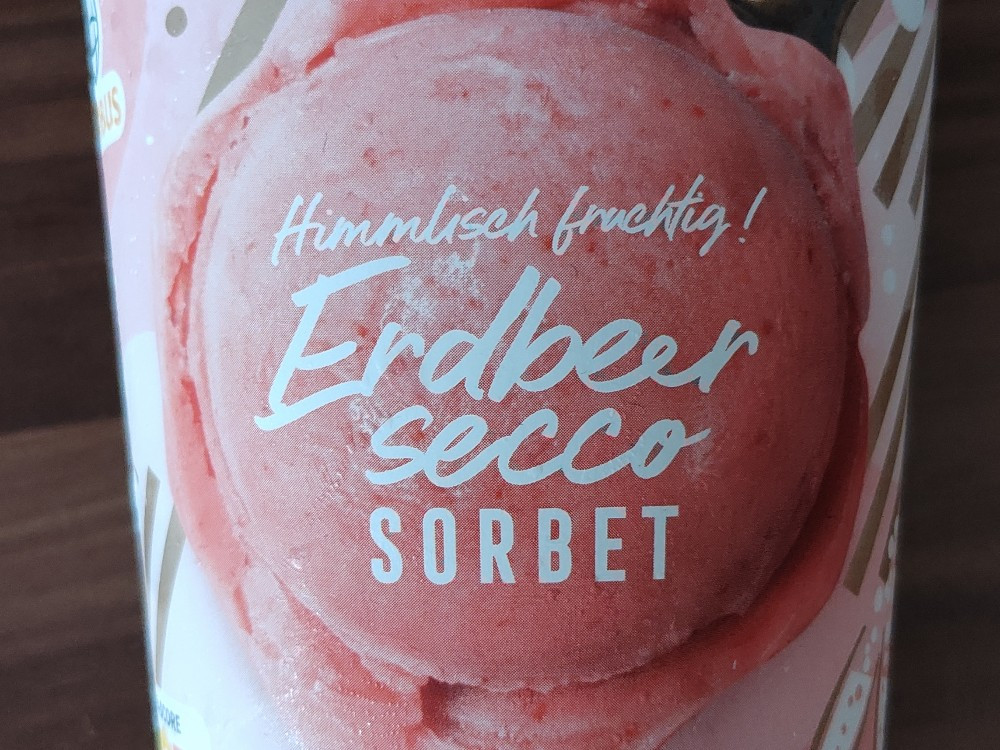 Himmlisch fruchtig!
Erdbeer
secco
SORBET